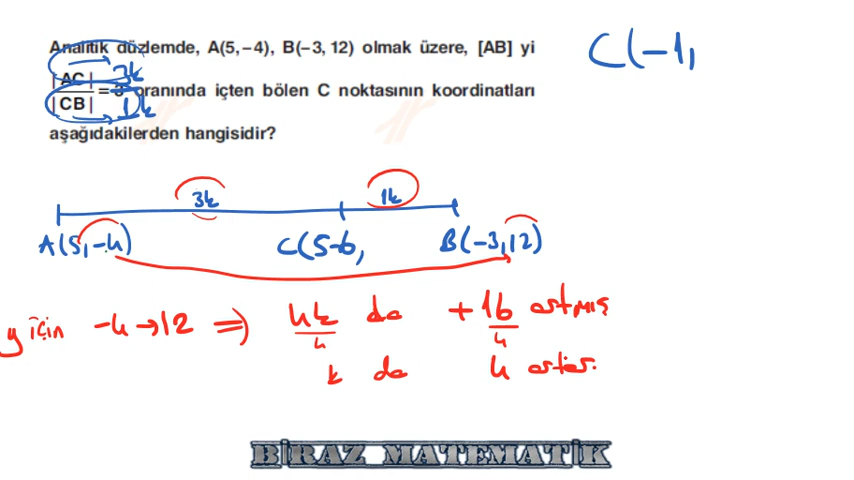 Analitik düzlemde, A(5, –4), B(–3, 12) olmak üzere, [AB] yi
C(-1,
|AC| / |CB| = 3 oranında içten bölen C noktasının koordinatları
3k
1k
aşağıdakilerden hangisidir?
3k 1k
A(5,-4) C(5-6, B(-3,12)
y için -4→12 ⇒ 4k/4 da +16/4 artmış
k da 4 artar.
BİRAZ MATEMATİK